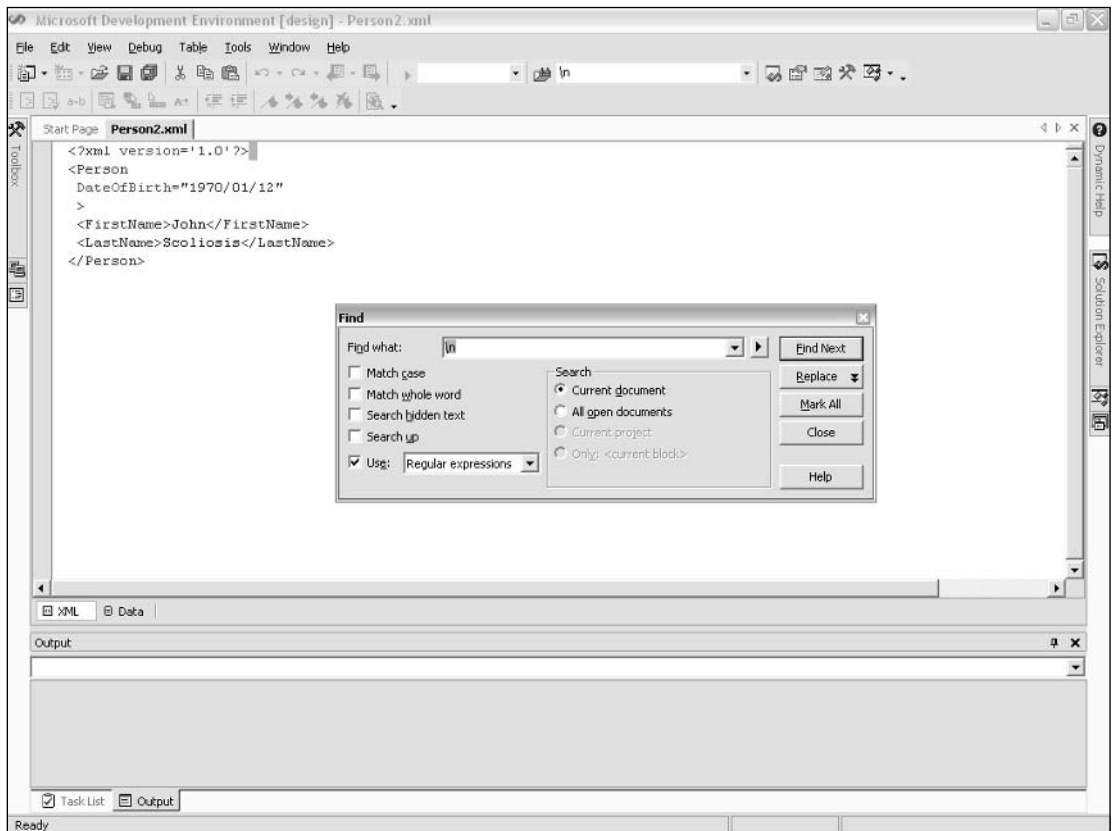 Microsoft Development Environment [design] - Person2.xml
File Edit View Debug Table Tools Window Help
\n
Start Page Person2.xml
Toolbox
Dynamic Help
Solution Explorer
<?xml version='1.0'?>
<Person
DateOfBirth="1970/01/12"
>
<FirstName>John</FirstName>
<LastName>Scoliosis</LastName>
</Person>
Find
Find what: \n Find Next
Match case Search Replace
Match whole word Current document Mark All
Search hidden text All open documents
Search up Current project Close
Use: Regular expressions Only: <current block>
Help
XML Data
Output
Task List Output
Ready